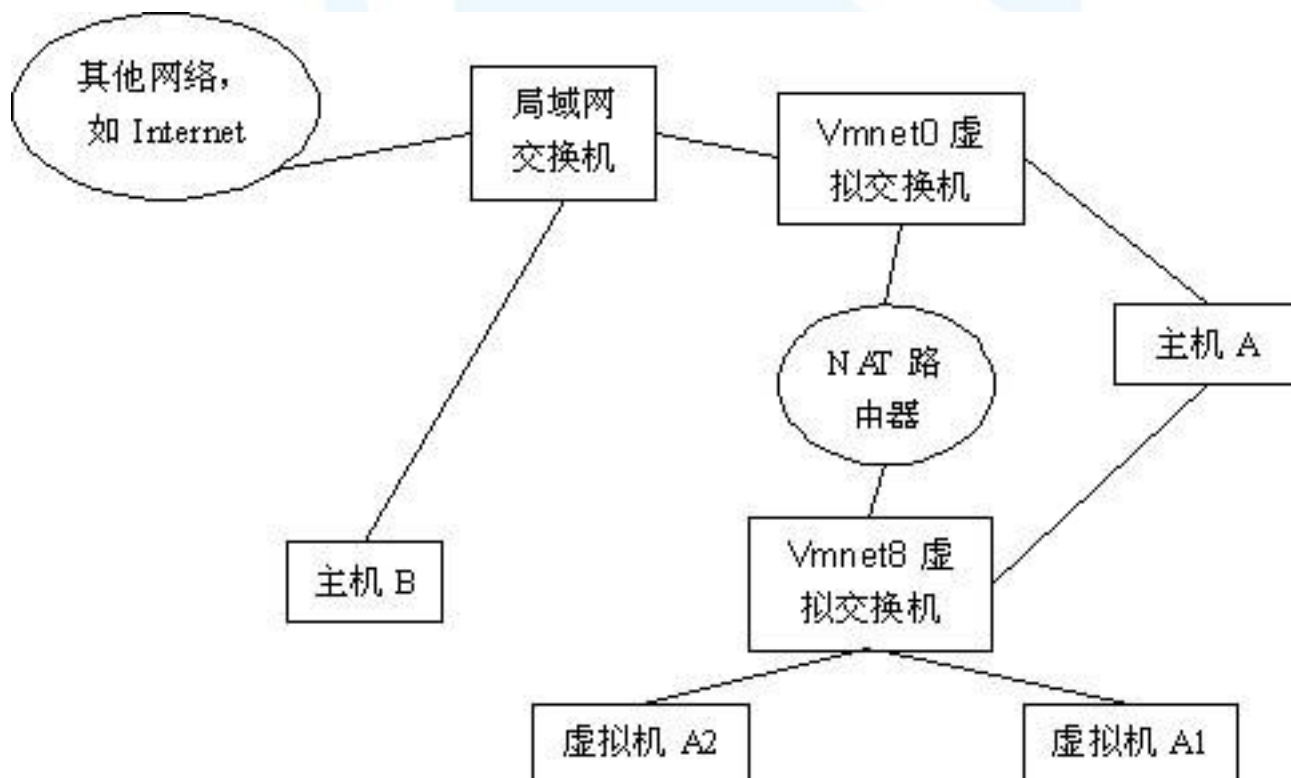 其他网络，
如 Internet
局域网
交换机
Vmnet0 虚
拟交换机
NAT 路
由器
主机 A
主机 B
Vmnet8 虚
拟交换机
虚拟机 A2
虚拟机 A1